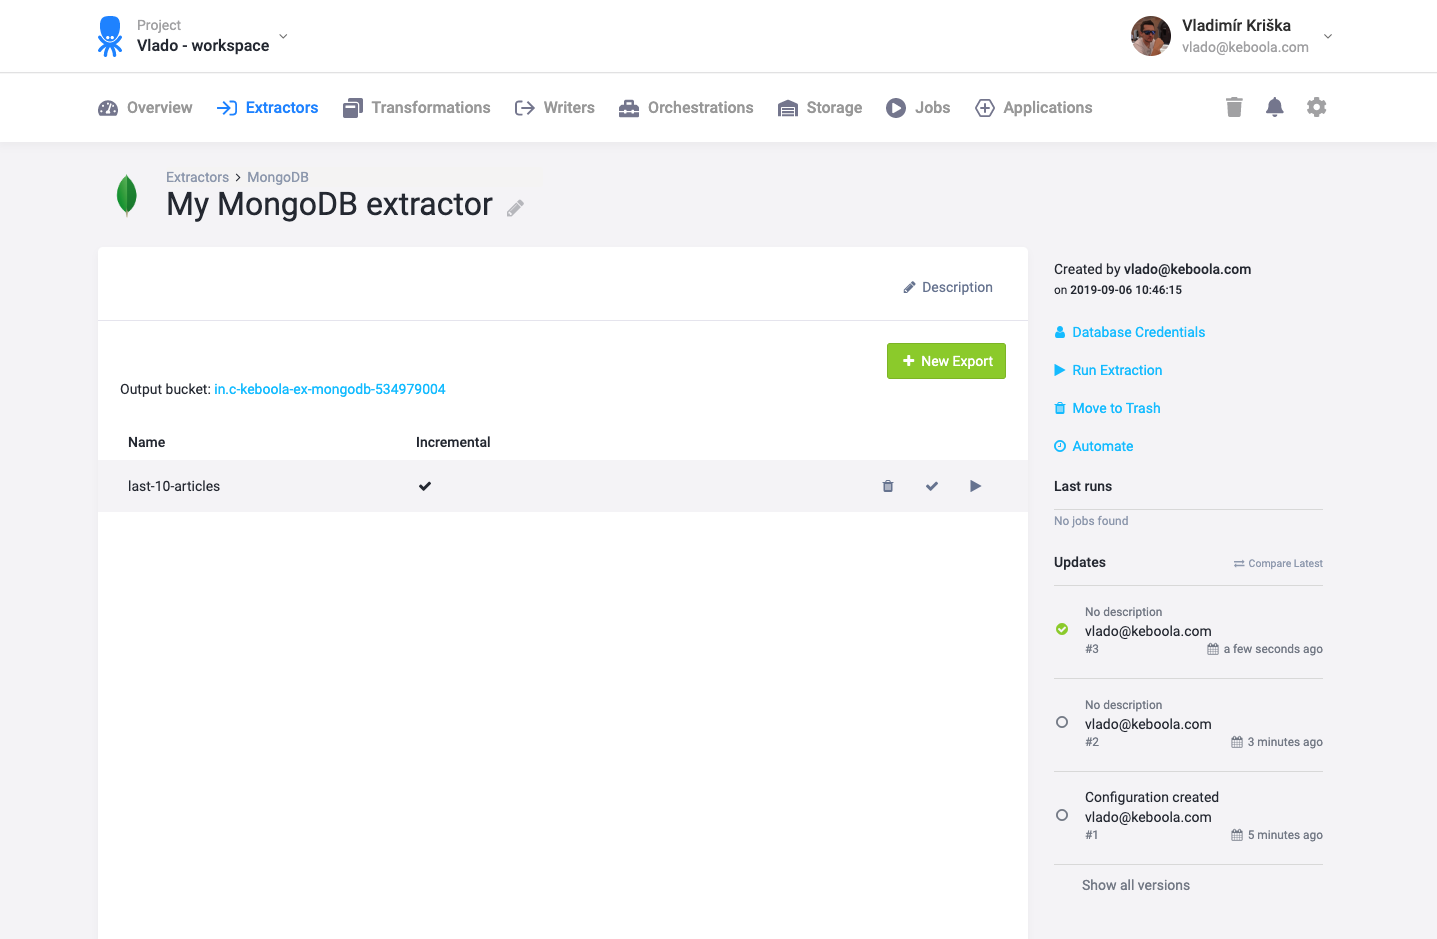 Project
Vlado - workspace
Vladimír Kriška
vlado@keboola.com
Overview
Extractors
Transformations
Writers
Orchestrations
Storage
Jobs
Applications
Extractors > MongoDB
My MongoDB extractor
Description
New Export
Output bucket: in.c-keboola-ex-mongodb-534979004
Name
Incremental
last-10-articles
Created by vlado@keboola.com
on 2019-09-06 10:46:15
Database Credentials
Run Extraction
Move to Trash
Automate
Last runs
No jobs found
Updates
Compare Latest
No description
vlado@keboola.com
#3
a few seconds ago
No description
vlado@keboola.com
#2
3 minutes ago
Configuration created
vlado@keboola.com
#1
5 minutes ago
Show all versions